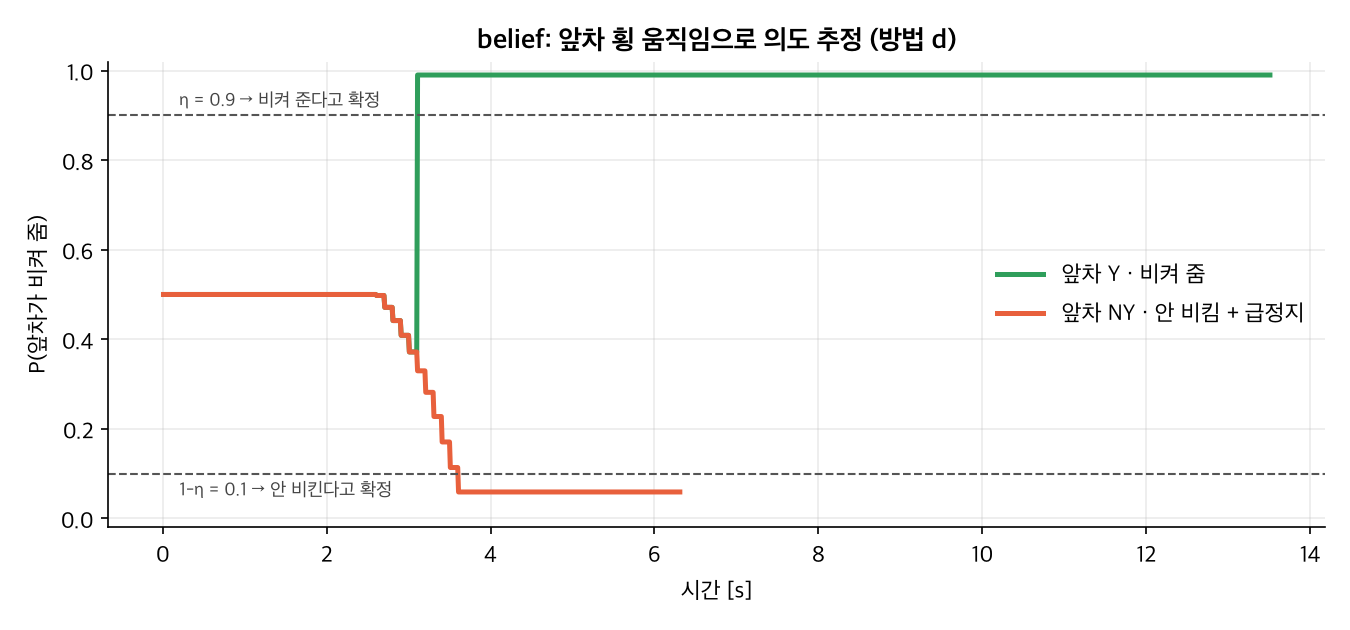 belief: 앞차 횡 움직임으로 의도 추정 (방법 d)
1.0
η = 0.9 → 비켜 준다고 확정
0.8
0.6
앞차 Y · 비켜 줌
앞차 NY · 안 비킴 + 급정지
0.4
0.2
1-η = 0.1 → 안 비킨다고 확정
0.0
P(앞차가 비켜 줌)
0 2 4 6 8 10 12 14
시간 [s]